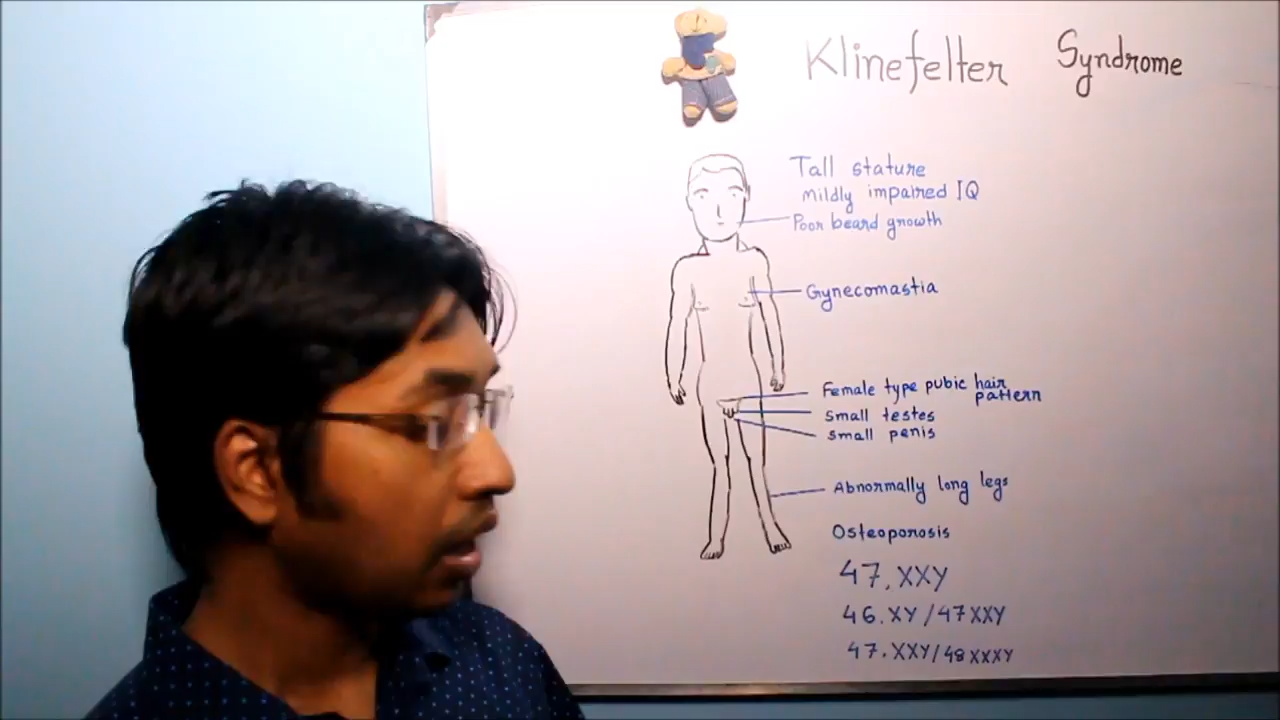 Klinefelter Syndrome
Tall stature
Mildly impaired IQ
Poor beard growth
Gynecomastia
Female type pubic hair
pattern
Small testes
Small penis
Abnormally long legs
Osteoporosis
47.XXY
46.XY/47XXY
47.XXY/48XXXY